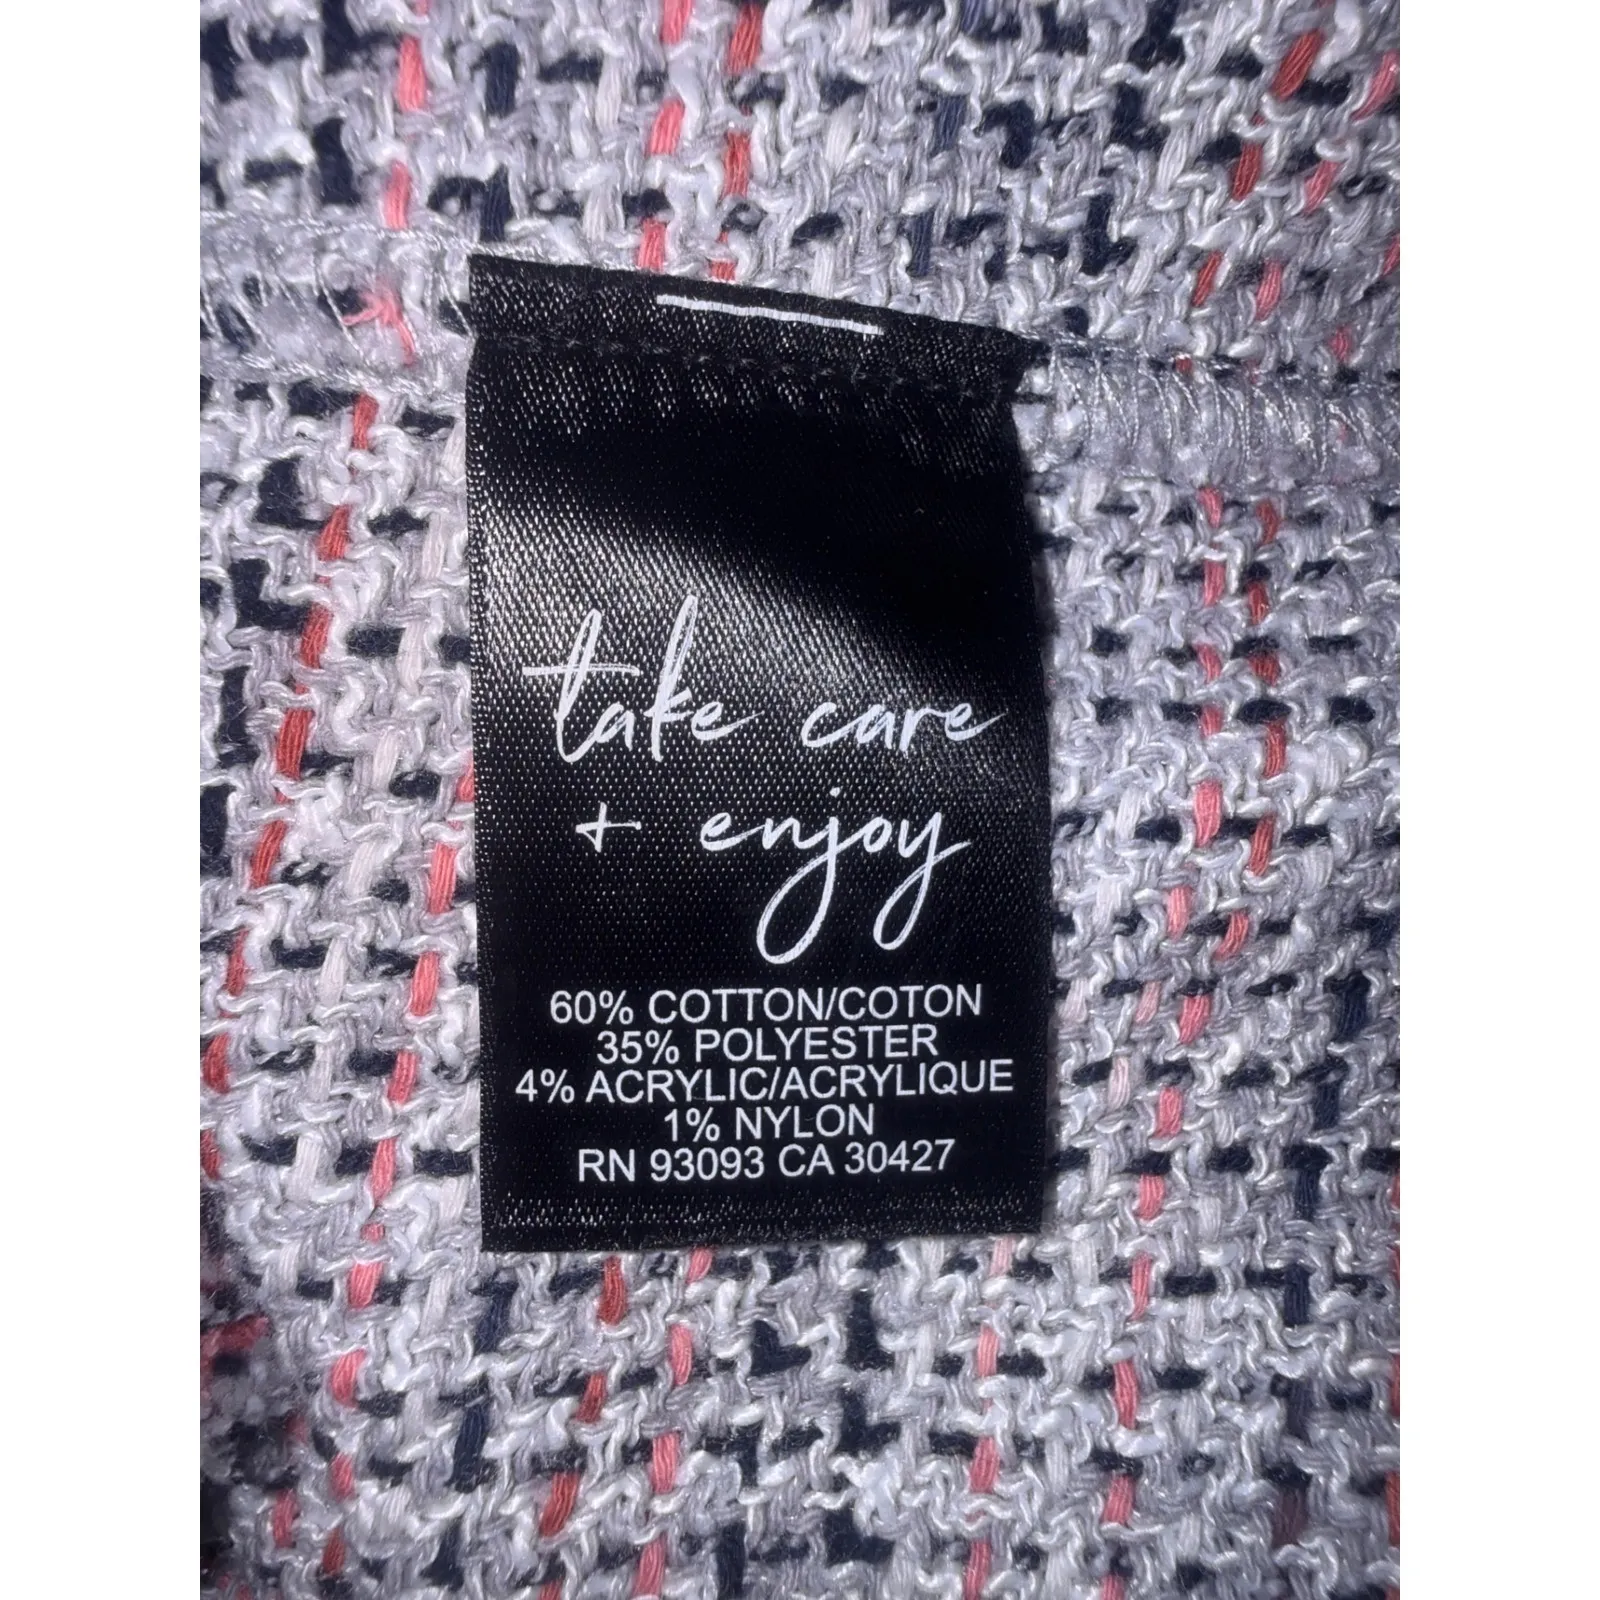 take care
+ enjoy
60% COTTON/COTON
35% POLYESTER
4% ACRYLIC/ACRYLIQUE
1% NYLON
RN 93093 CA 30427